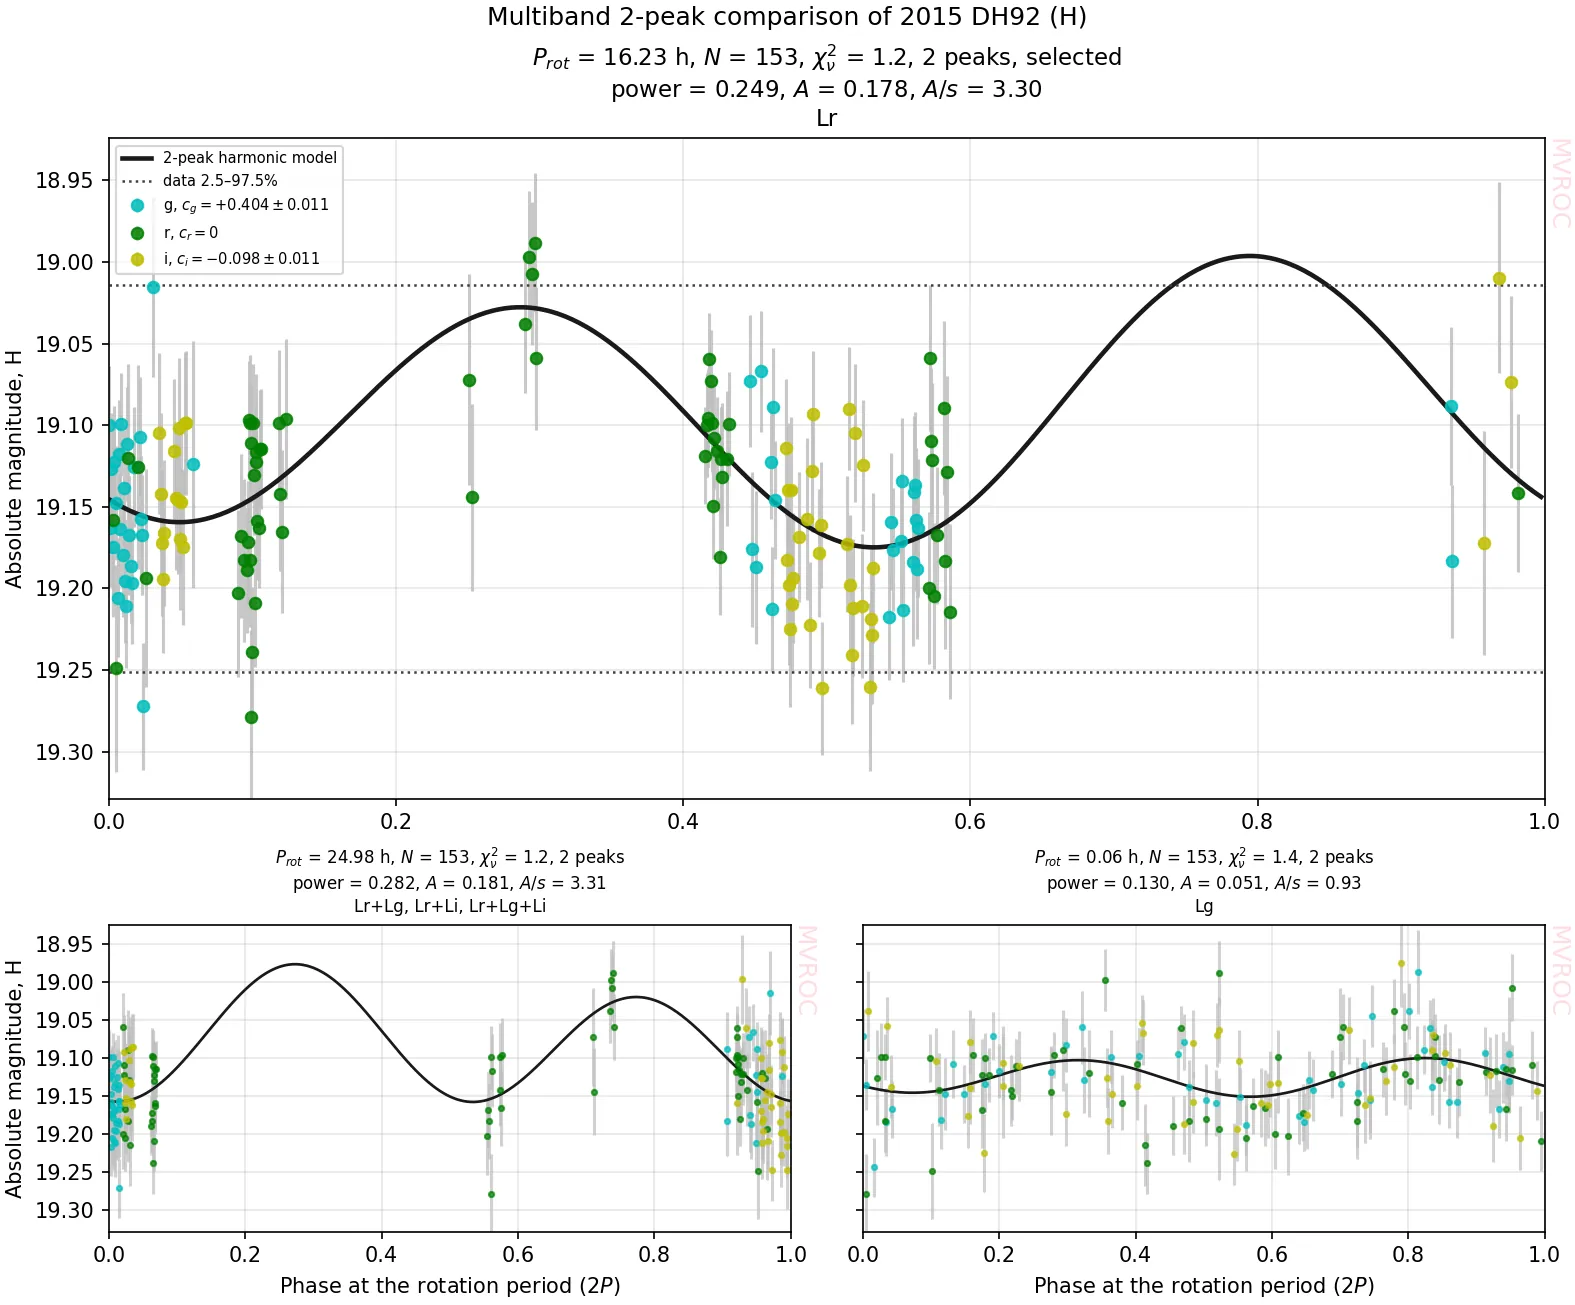 Multiband 2-peak comparison of 2015 DH92 (H)
P_rot = 16.23 h, N = 153, χ²_ν = 1.2, 2 peaks, selected
power = 0.249, A = 0.178, A/s = 3.30
Lr
2-peak harmonic model
data 2.5–97.5%
g, c_g = +0.404 ± 0.011
r, c_r = 0
i, c_i = −0.098 ± 0.011
MVROC
Absolute magnitude, H
18.95
19.00
19.05
19.10
19.15
19.20
19.25
19.30
0.0 0.2 0.4 0.6 0.8 1.0
P_rot = 24.98 h, N = 153, χ²_ν = 1.2, 2 peaks
power = 0.282, A = 0.181, A/s = 3.31
Lr+Lg, Lr+Li, Lr+Lg+Li
MVROC
Absolute magnitude, H
18.95
19.00
19.05
19.10
19.15
19.20
19.25
19.30
0.0 0.2 0.4 0.6 0.8 1.0
Phase at the rotation period (2P)
P_rot = 0.06 h, N = 153, χ²_ν = 1.4, 2 peaks
power = 0.130, A = 0.051, A/s = 0.93
Lg
MVROC
0.0 0.2 0.4 0.6 0.8 1.0
Phase at the rotation period (2P)